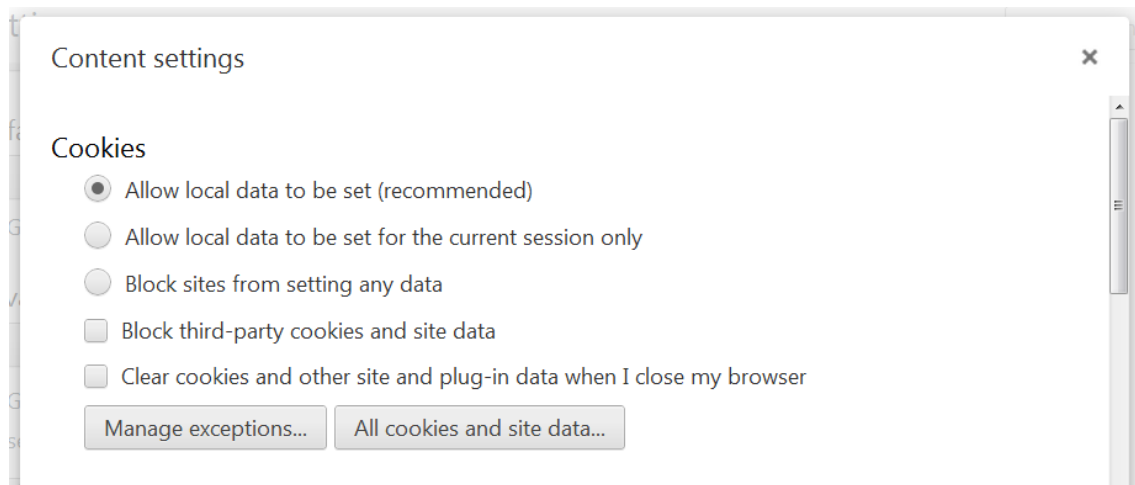 Content settings
Cookies
Allow local data to be set (recommended)
Allow local data to be set for the current session only
Block sites from setting any data
Block third-party cookies and site data
Clear cookies and other site and plug-in data when I close my browser
Manage exceptions... All cookies and site data...